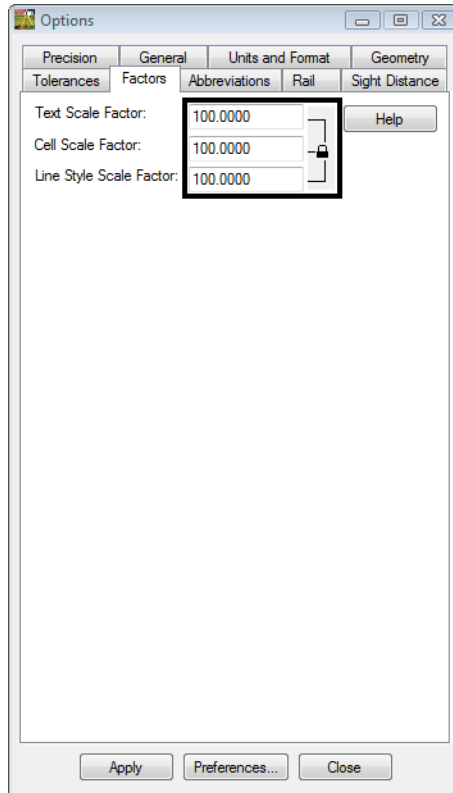 Options
Precision General Units and Format Geometry
Tolerances Factors Abbreviations Rail Sight Distance
Text Scale Factor: 100.0000 Help
Cell Scale Factor: 100.0000
Line Style Scale Factor: 100.0000
Apply Preferences... Close